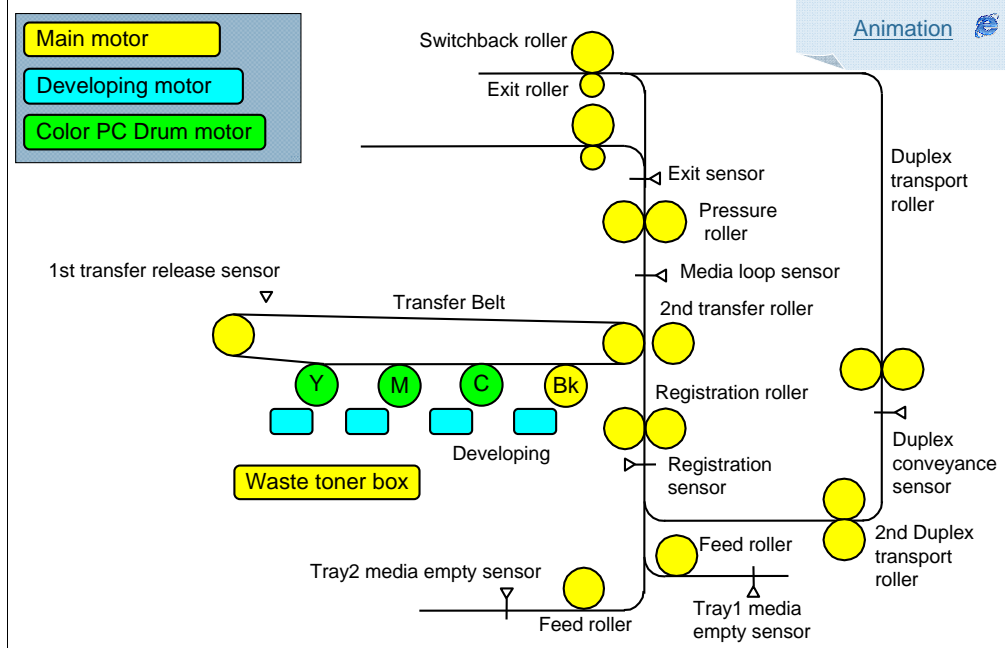 Main motor
Developing motor
Color PC Drum motor
Animation
Switchback roller
Exit roller
Exit sensor
Duplex
transport
roller
Pressure
roller
Media loop sensor
1st transfer release sensor
Transfer Belt
2nd transfer roller
Y
M
C
Bk
Registration roller
Developing
Registration
sensor
Duplex
conveyance
sensor
Waste toner box
Feed roller
2nd Duplex
transport
roller
Tray2 media empty sensor
Feed roller
Tray1 media
empty sensor